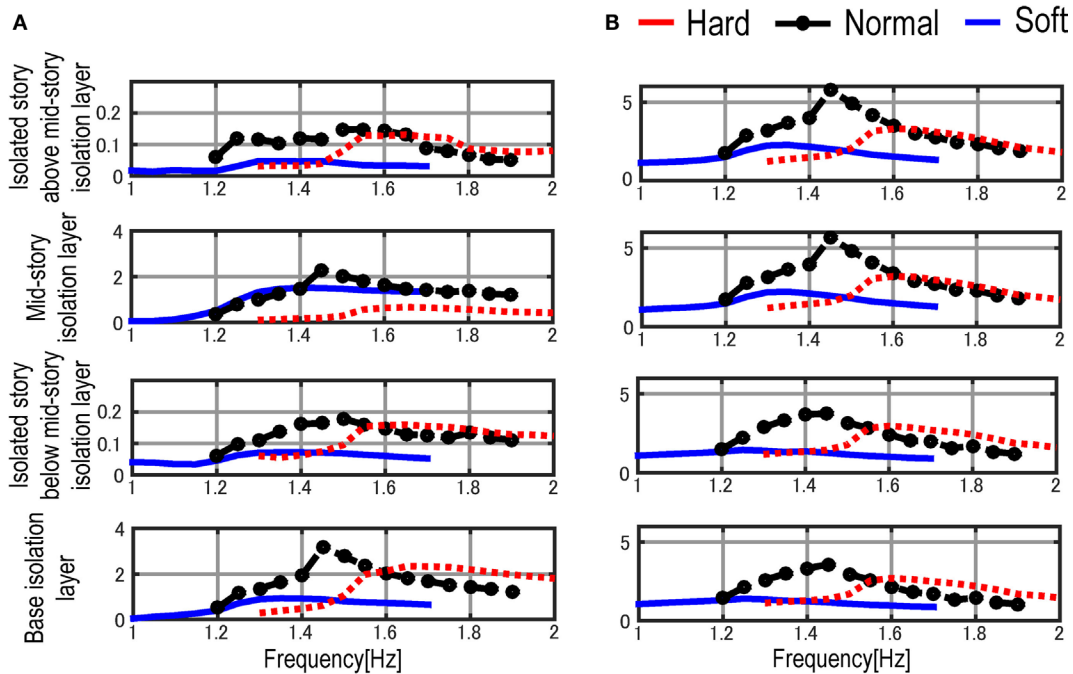 A
B
Hard Normal Soft
Isolated story
above mid-story
isolation layer
0.2
0.1
0
1 1.2 1.4 1.6 1.8 2
5
0
1 1.2 1.4 1.6 1.8 2
Mid-story
isolation layer
4
2
0
1 1.2 1.4 1.6 1.8 2
5
0
1 1.2 1.4 1.6 1.8 2
Isolated story
below mid-story
isolation layer
0.2
0.1
0
1 1.2 1.4 1.6 1.8 2
5
0
1 1.2 1.4 1.6 1.8 2
Base isolation
layer
4
2
0
1 1.2 1.4 1.6 1.8 2
Frequency[Hz]
5
0
1 1.2 1.4 1.6 1.8 2
Frequency[Hz]